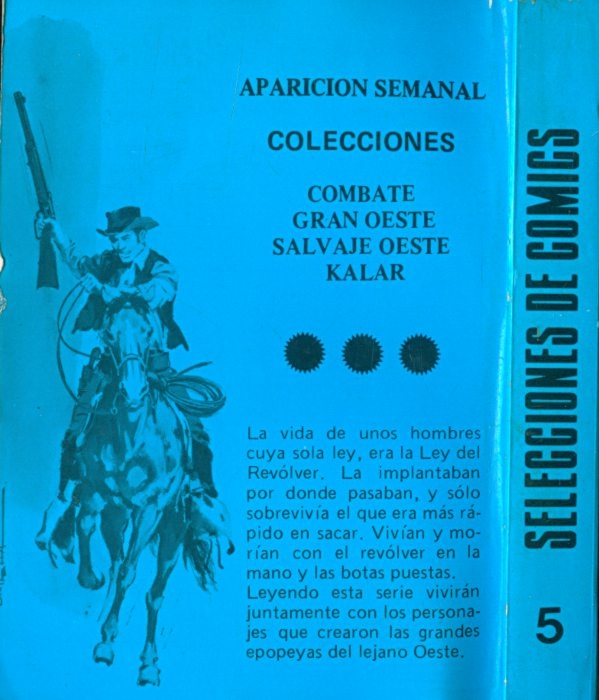 APARICION SEMANAL
COLECCIONES
COMBATE
GRAN OESTE
SALVAJE OESTE
KALAR
La vida de unos hombres
cuya sola ley, era la Ley del
Revólver. La implantaban
por donde pasaban, y sólo
sobrevivía el que era más rá-
pido en sacar. Vivían y mo-
rían con el revólver en la
mano y las botas puestas.
Leyendo esta serie vivirán
juntamente con los persona-
jes que crearon las grandes
epopeyas del lejano Oeste.
SELECCIONES DE COMICS
5